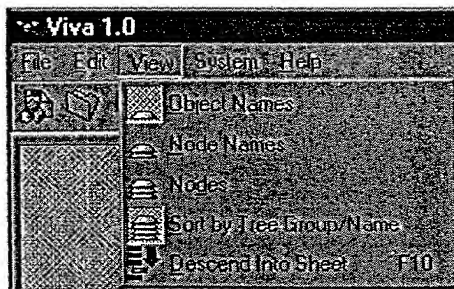 Viva 1.0
File Edit View System Help
Object Names
Node Names
Nodes
Sort by Tree Group/Name
Descend Into Sheet F10